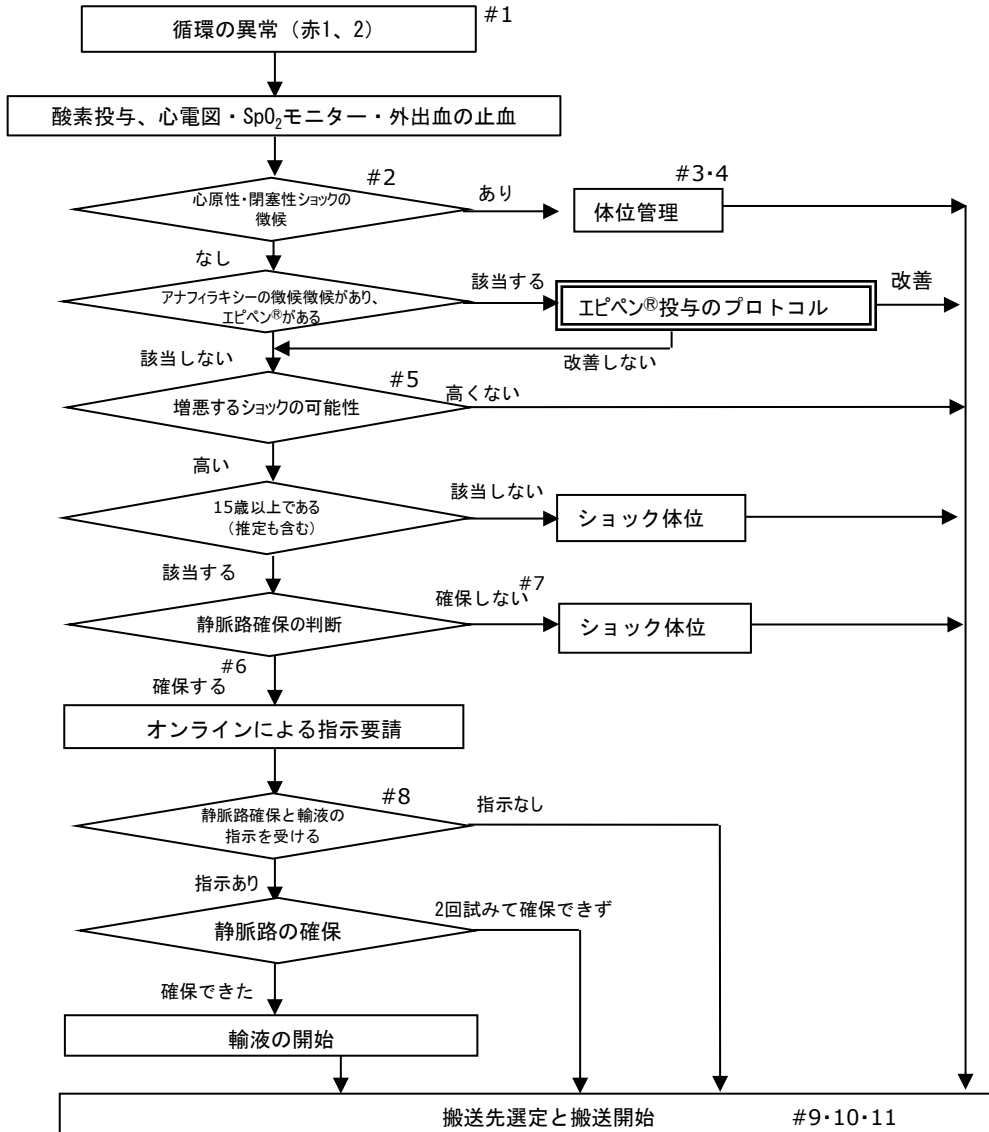 循環の異常（赤1、2）
#1
酸素投与、心電図・SpO₂モニター・外出血の止血
#2
心原性・閉塞性ショックの
徴候
あり
#3・4
体位管理
なし
アナフィラキシーの徴候徴候があり、
エピペン®がある
該当する
エピペン®投与のプロトコル
改善
該当しない
改善しない
#5
増悪するショックの可能性
高くない
高い
15歳以上である
（推定も含む）
該当しない
ショック体位
該当する
静脈路確保の判断
確保しない
#7
ショック体位
#6
確保する
オンラインによる指示要請
#8
静脈路確保と輸液の
指示を受ける
指示なし
指示あり
静脈路の確保
2回試みて確保できず
確保できた
輸液の開始
搬送先選定と搬送開始
#9・10・11